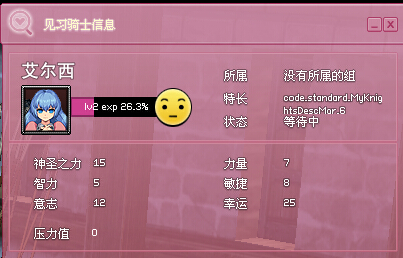 见习骑士信息
艾尔西
lv2 exp 26.3%
所属 没有所属的组
特长 code.standard.MyKnig
htsDescMor.6
状态 等待中
神圣之力 15 力量 7
智力 5 敏捷 8
意志 12 幸运 25
压力值 0